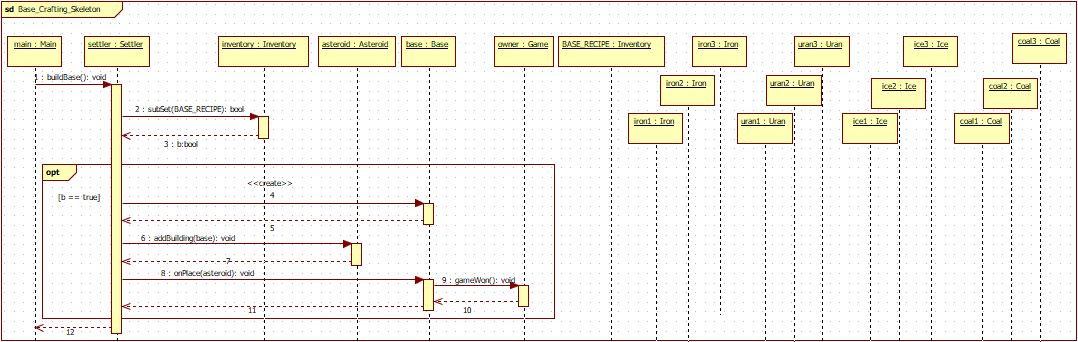 sd Base_Crafting_Skeleton
main : Main
settler : Settler
inventory : Inventory
asteroid : Asteroid
base : Base
owner : Game
BASE_RECIPE : Inventory
iron3 : Iron
uran3 : Uran
ice3 : Ice
coal3 : Coal
iron2 : Iron
uran2 : Uran
ice2 : Ice
coal2 : Coal
iron1 : Iron
uran1 : Uran
ice1 : Ice
coal1 : Coal
1 : buildBase(): void
2 : subSet(BASE_RECIPE): bool
3 : b:bool
opt
[b == true]
<<create>>
4
5
6 : addBuilding(base): void
7
8 : onPlace(asteroid): void
9 : gameWon(): void
10
11
12